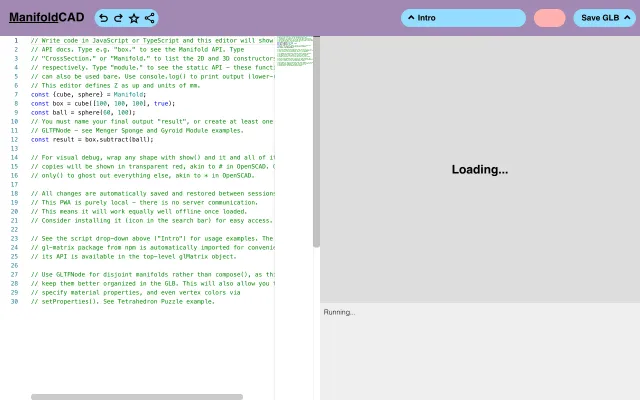 ManifoldCAD
Intro
Save GLB
1 // Write code in JavaScript or TypeScript and this editor will show
2 // API docs. Type e.g. "box." to see the Manifold API. Type
3 // "CrossSection." or "Manifold." to list the 2D and 3D constructors
4 // respectively. Type "module." to see the static API - these functi
5 // can also be used bare. Use console.log() to print output (lower-
6 // This editor defines Z as up and units of mm.
7 const {cube, sphere} = Manifold;
8 const box = cube([100, 100, 100], true);
9 const ball = sphere(60, 100);
10 // You must name your final output "result", or create at least one
11 // GLTFNode - see Menger Sponge and Gyroid Module examples.
12 const result = box.subtract(ball);
13
14 // For visual debug, wrap any shape with show() and it and all of it
15 // copies will be shown in transparent red, akin to # in OpenSCAD.
16 // only() to ghost out everything else, akin to * in OpenSCAD.
17
18 // All changes are automatically saved and restored between sessions
19 // This PWA is purely local - there is no server communication.
20 // This means it will work equally well offline once loaded.
21 // Consider installing it (icon in the search bar) for easy access.
22
23 // See the script drop-down above ("Intro") for usage examples. The
24 // gl-matrix package from npm is automatically imported for convenie
25 // its API is available in the top-level glMatrix object.
26
27 // Use GLTFNode for disjoint manifolds rather than compose(), as thi
28 // keep them better organized in the GLB. This will also allow you t
29 // specify material properties, and even vertex colors via
30 // setProperties(). See Tetrahedron Puzzle example.
Loading...
Running...